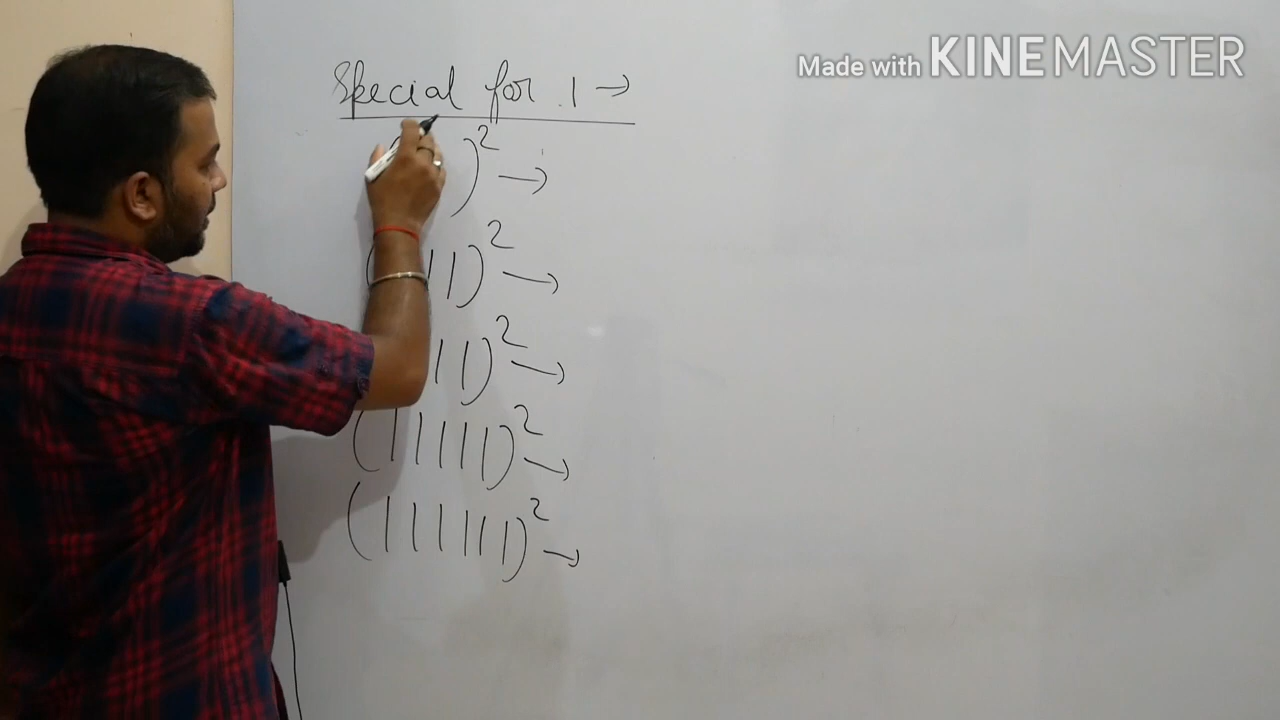 Made with KINEMASTER
Special for .1 →
)² →
11)² →
11)² →
(11111)² →
(111111)² →